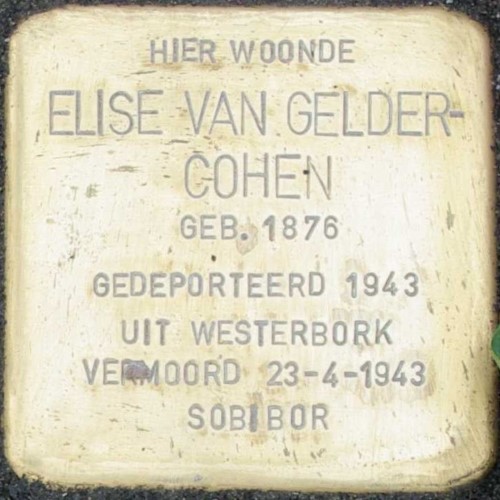 HIER WOONDE
ELISE VAN GELDER-
COHEN
GEB. 1876
GEDEPORTEERD 1943
UIT WESTERBORK
VERMOORD 23-4-1943
SOBIBOR